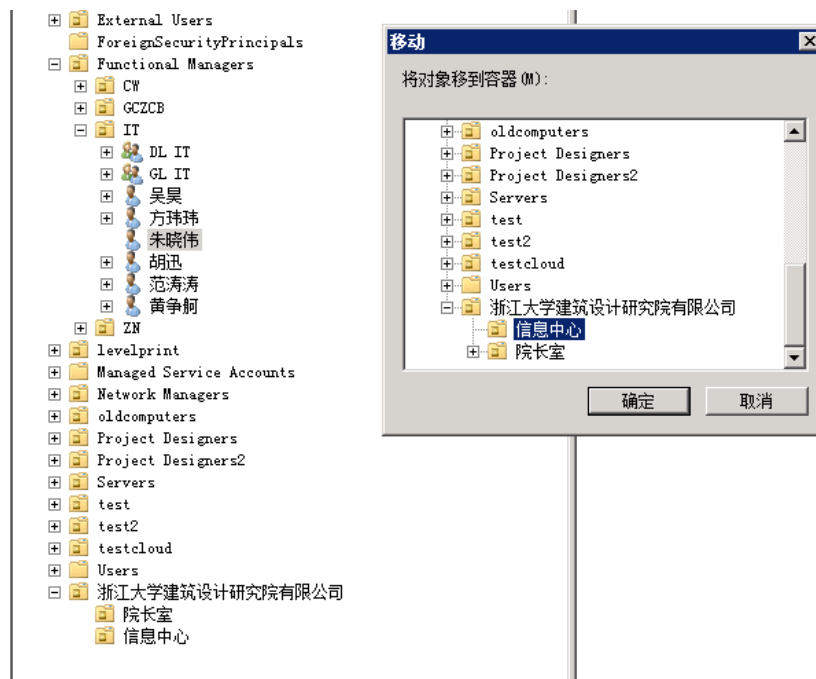 External Users
ForeignSecurityPrincipals
Functional Managers
CW
GCZCB
IT
DL IT
GL IT
吴昊
方玮玮
朱晓伟
胡迅
范涛涛
黄争舸
ZN
levelprint
Managed Service Accounts
Network Managers
oldcomputers
Project Designers
Project Designers2
Servers
test
test2
testcloud
Users
浙江大学建筑设计研究院有限公司
院长室
信息中心
移动
将对象移到容器(M):
oldcomputers
Project Designers
Project Designers2
Servers
test
test2
testcloud
Users
浙江大学建筑设计研究院有限公司
信息中心
院长室
确定
取消